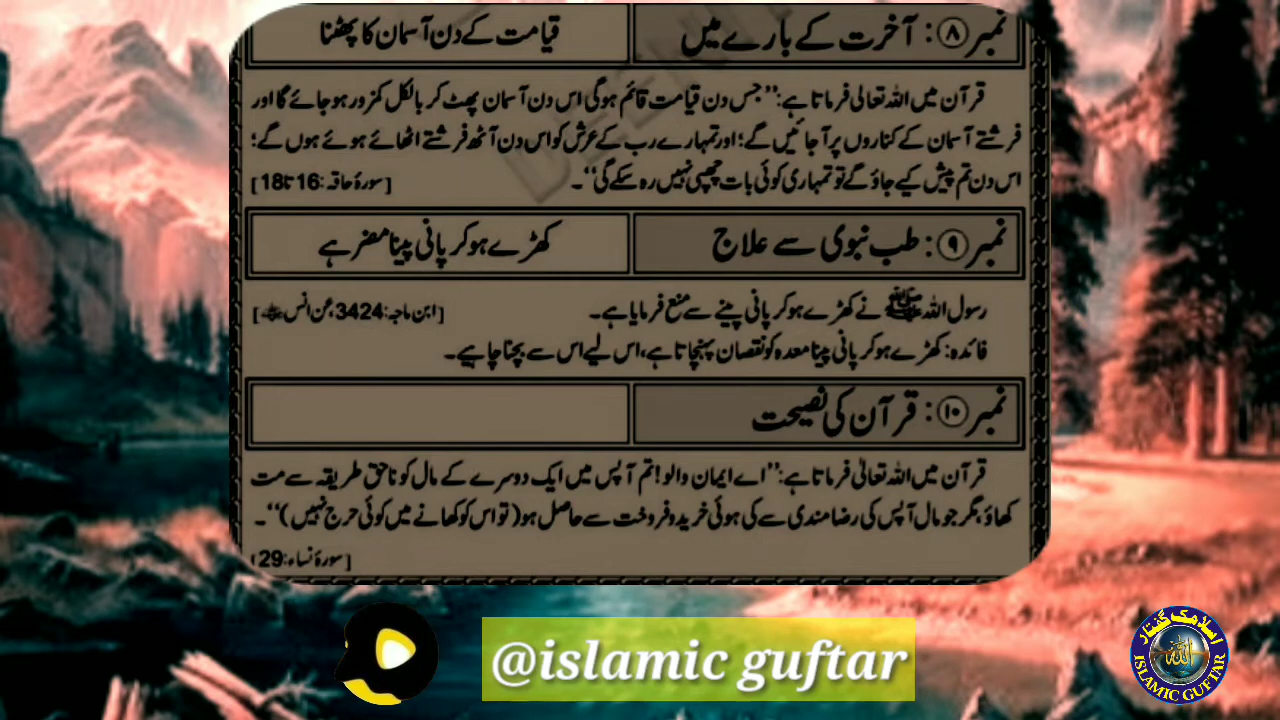 نمبر ⑧: آخرت کے بارے میں
قیامت کے دن آسمان کا پھٹنا
قرآن میں اللہ تعالی فرماتا ہے: "جس دن قیامت قائم ہوگی اس دن آسمان پھٹ کر بالکل کمزور ہو جائے گا اور
فرشتے آسمان کے کناروں پر آ جائیں گے؛ اور تمہارے رب کے عرش کو اس دن آٹھ فرشتے اٹھائے ہوئے ہوں گے؛
اس دن تم پیش کیے جاؤ گے تو تمہاری کوئی بات چھپی نہیں رہ سکے گی"۔ [سورۂ حاقہ: 16 تا 18]
نمبر ⑨: طب نبوی سے علاج
کھڑے ہو کر پانی پینا مضر ہے
رسول اللہ ﷺ نے کھڑے ہو کر پانی پینے سے منع فرمایا ہے۔ [ابن ماجہ: 3424، عن انس ؓ]
فائدہ: کھڑے ہو کر پانی پینا معدہ کو نقصان پہنچاتا ہے، اس لیے اس سے بچنا چاہیے۔
نمبر ⑩: قرآن کی نصیحت
قرآن میں اللہ تعالیٰ فرماتا ہے: "اے ایمان والو! تم آپس میں ایک دوسرے کے مال کو ناحق طریقہ سے مت
کھاؤ، مگر جو مال آپس کی رضامندی سے کی ہوئی خرید و فروخت سے حاصل ہو (تو اس کو کھانے میں کوئی حرج نہیں)"۔
[سورۂ نساء: 29]
@islamic guftar
اسلامک گفتار
اللہ
ISLAMIC GUFTAR